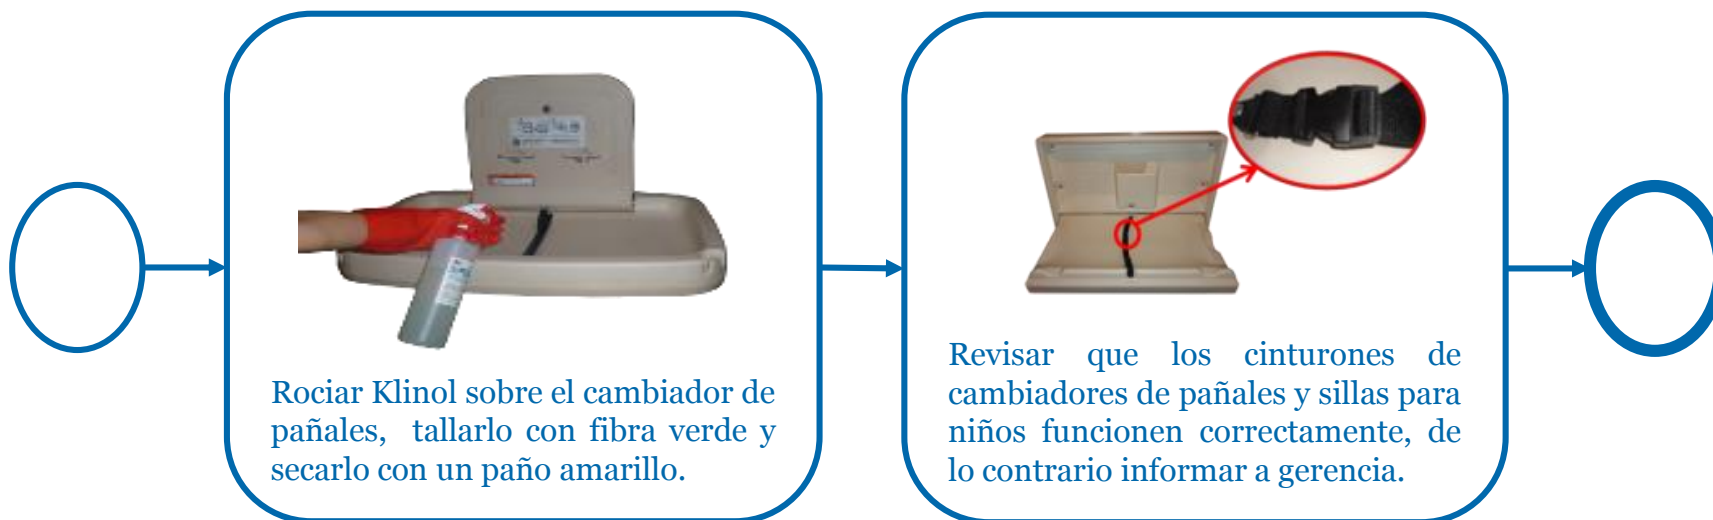 Rociar Klinol sobre el cambiador de
pañales, tallarlo con fibra verde y
secarlo con un paño amarillo.
Revisar que los cinturones de
cambiadores de pañales y sillas para
niños funcionen correctamente, de
lo contrario informar a gerencia.